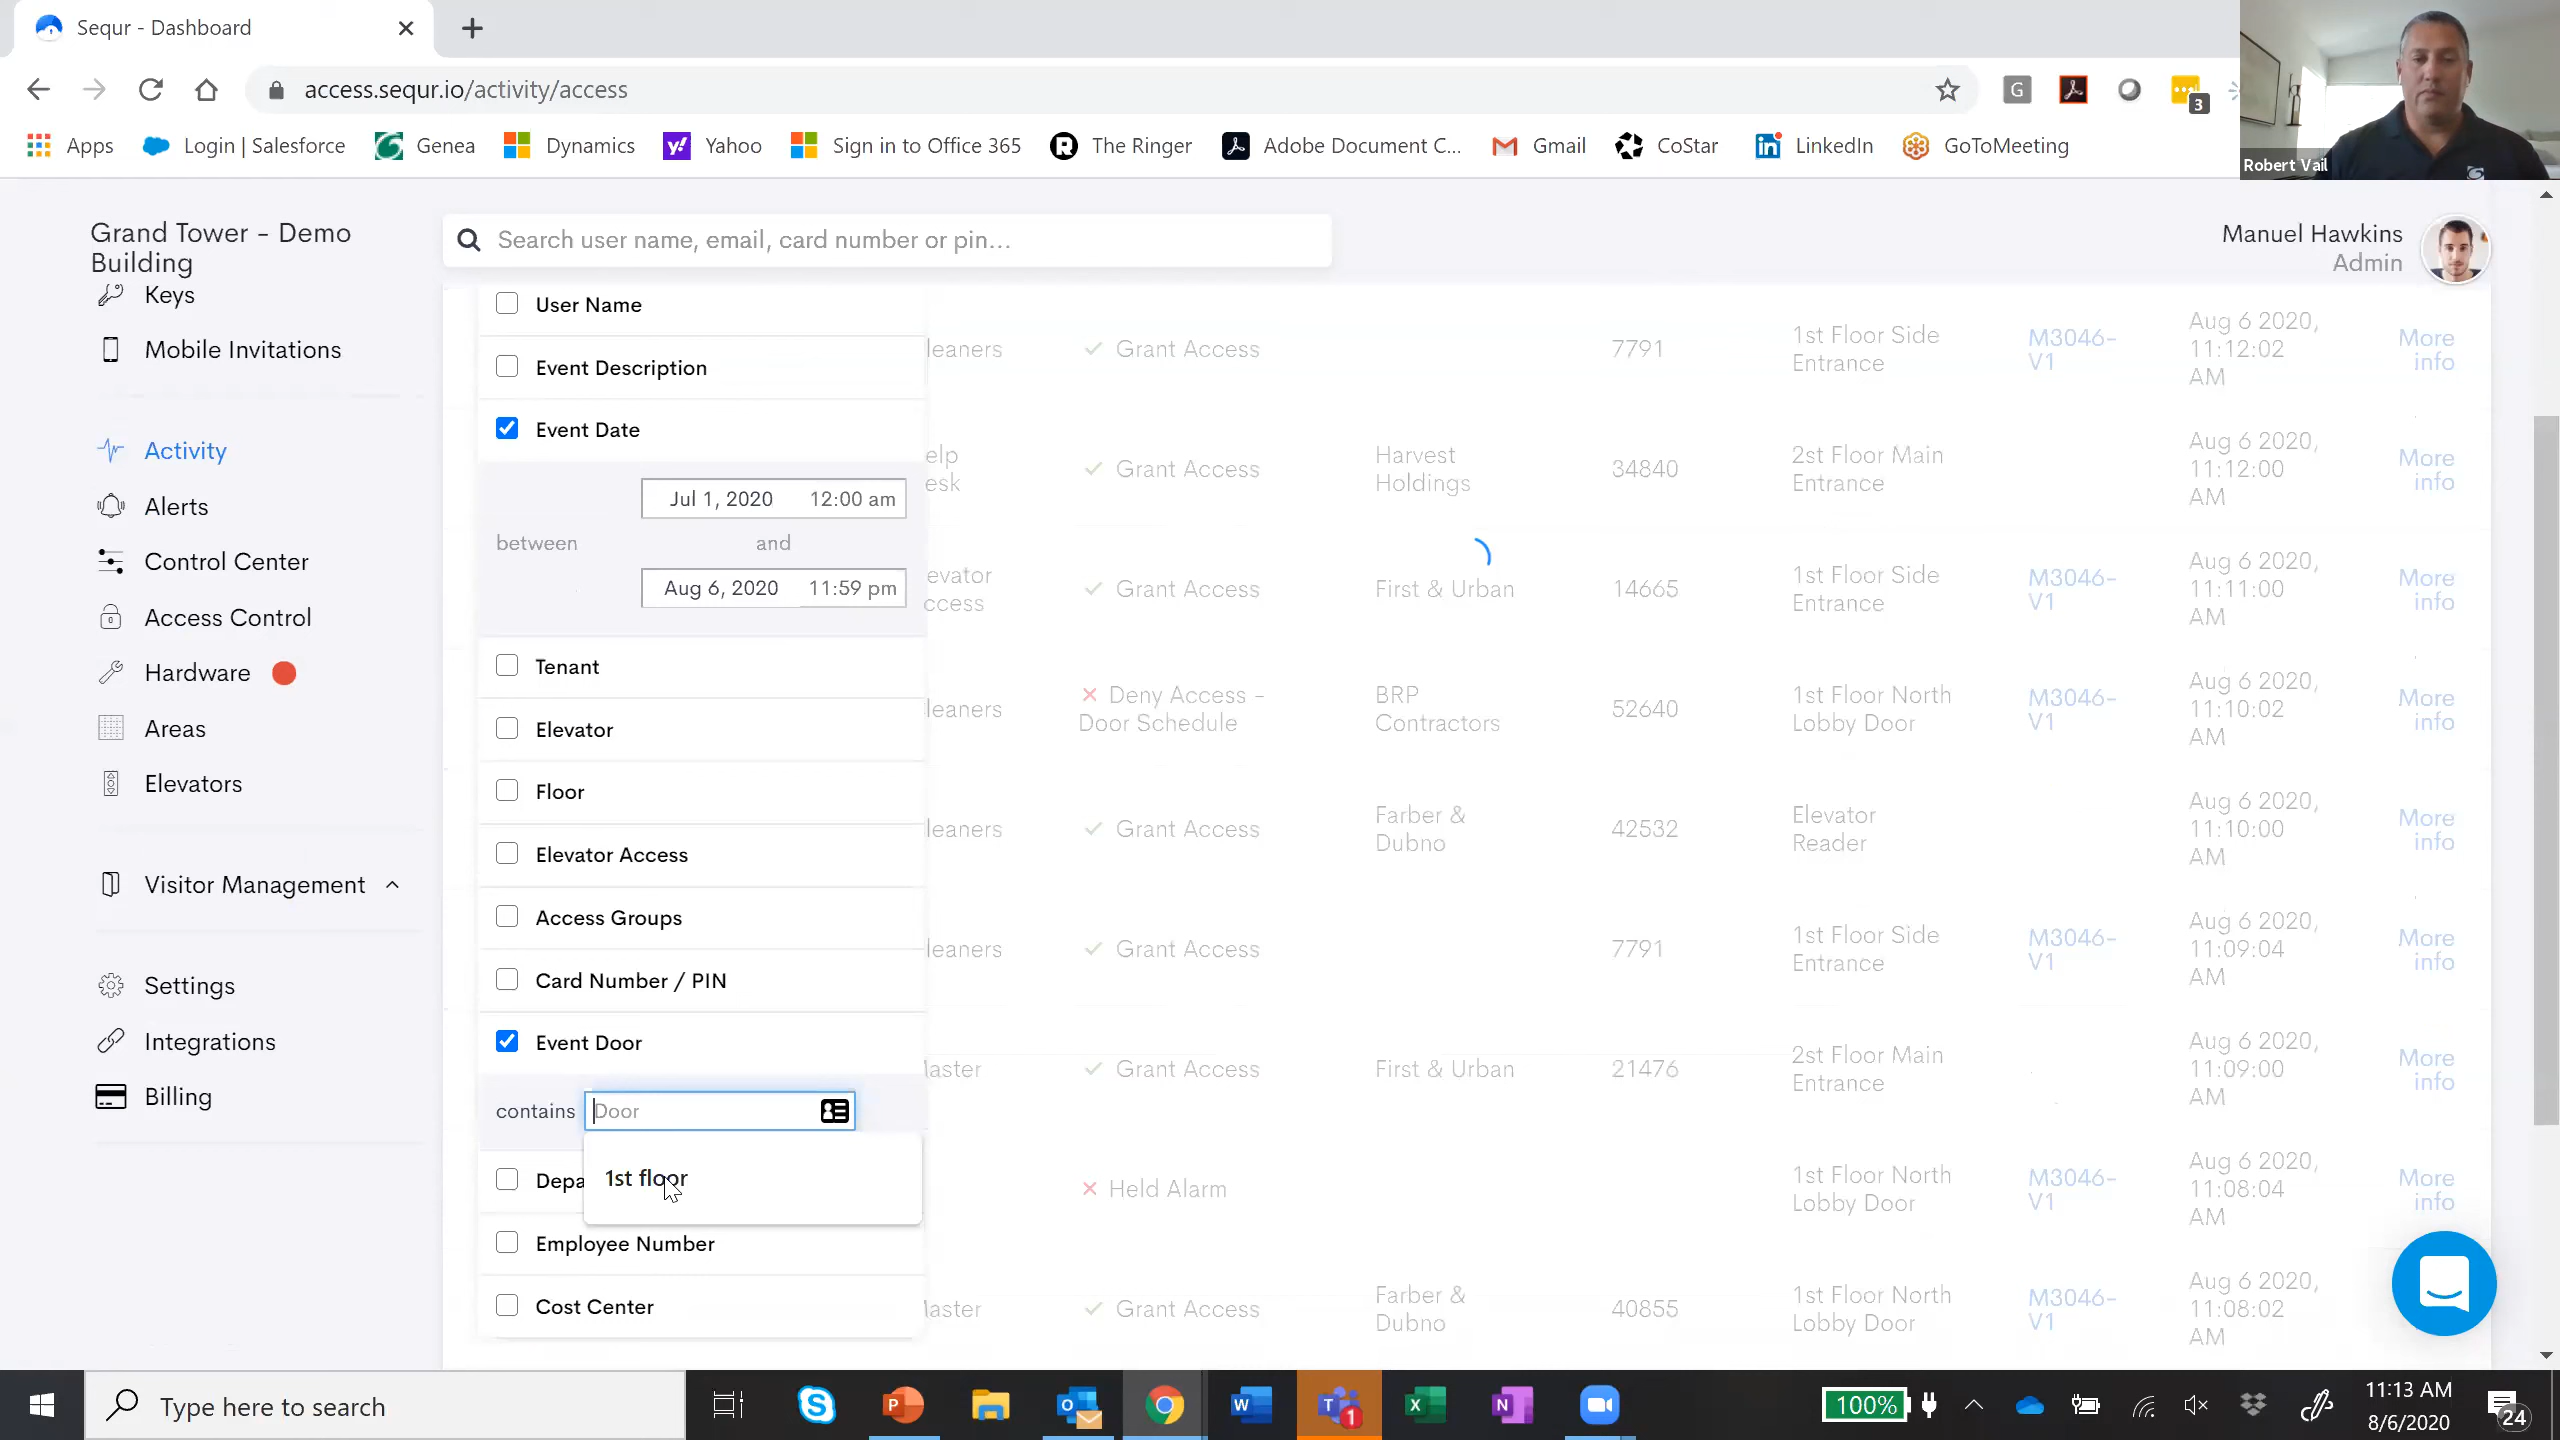 Sequr - Dashboard
access.sequr.io/activity/access
G
3
Apps
Login | Salesforce
Genea
Dynamics
Yahoo
Sign in to Office 365
The Ringer
Adobe Document C...
Gmail
CoStar
LinkedIn
GoToMeeting
Robert Vail
Grand Tower - Demo
Building
Search user name, email, card number or pin...
Manuel Hawkins
Admin
Keys
Mobile Invitations
Activity
Alerts
Control Center
Access Control
Hardware
Areas
Elevators
Visitor Management
Settings
Integrations
Billing
User Name
Event Description
Event Date
Jul 1, 2020 12:00 am
between and
Aug 6, 2020 11:59 pm
Tenant
Elevator
Floor
Elevator Access
Access Groups
Card Number / PIN
Event Door
contains Door
1st floor
Depa
Employee Number
Cost Center
leaners Grant Access 7791 1st Floor Side Entrance M3046-V1 Aug 6 2020, 11:12:02 AM More info
elp esk Grant Access Harvest Holdings 34840 2st Floor Main Entrance Aug 6 2020, 11:12:00 AM More info
evator ccess Grant Access First & Urban 14665 1st Floor Side Entrance M3046-V1 Aug 6 2020, 11:11:00 AM More info
leaners Deny Access - Door Schedule BRP Contractors 52640 1st Floor North Lobby Door M3046-V1 Aug 6 2020, 11:10:02 AM More info
leaners Grant Access Farber & Dubno 42532 Elevator Reader Aug 6 2020, 11:10:00 AM More info
leaners Grant Access 7791 1st Floor Side Entrance M3046-V1 Aug 6 2020, 11:09:04 AM More info
laster Grant Access First & Urban 21476 2st Floor Main Entrance Aug 6 2020, 11:09:00 AM More info
Held Alarm 1st Floor North Lobby Door M3046-V1 Aug 6 2020, 11:08:04 AM More info
laster Grant Access Farber & Dubno 40855 1st Floor North Lobby Door M3046-V1 Aug 6 2020, 11:08:02 AM More info
Type here to search
100%
11:13 AM
8/6/2020
24